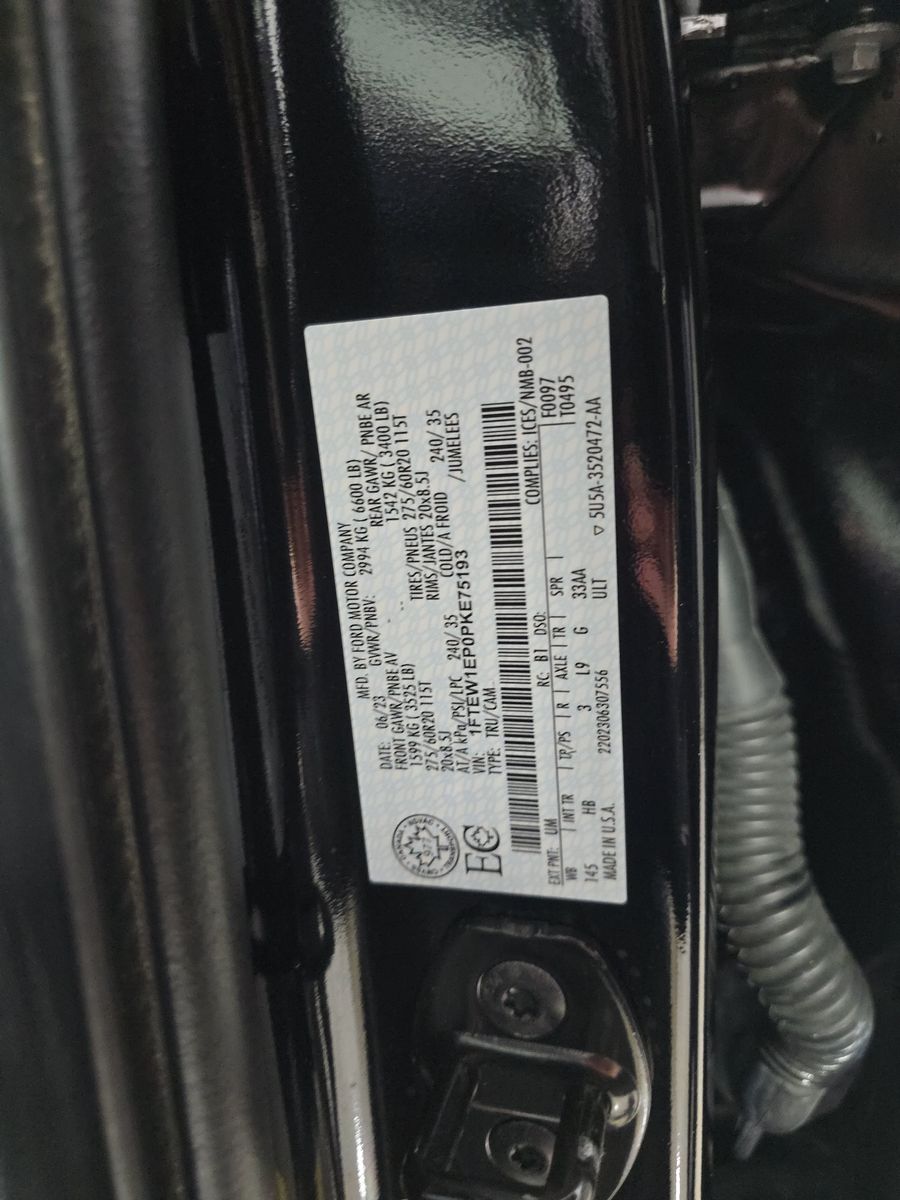 MFD. BY FORD MOTOR COMPANY
DATE: 06/23 GVWR/PNBV: 2994 KG ( 6600 LB)
FRONT GAWR/PNBE AV REAR GAWR/ PNBE AR
1599 KG ( 3525 LB) 1542 KG ( 3400 LB)
275/60R20 115T TIRES/PNEUS 275/60R20 115T
20x8.5J RIMS/JANTES 20x8.5J
AT/A kPa/PSI/LPC 240/ 35 COLD/A FROID 240/ 35
VIN: 1FTEW1EP0PKE75193 /JUMELEES
TYPE: TRU/CAM
EC
COMPLIES: ICES/NMB-002
EXT PNT: UM RC: B1 DSO: F0097
WB INT TR TP/PS R AXLE TR SPR T0495
145 HB 3 L9 G 33AA
MADE IN U.S.A. 2202306307556 ULT ▽ 5U5A-3520472-AA